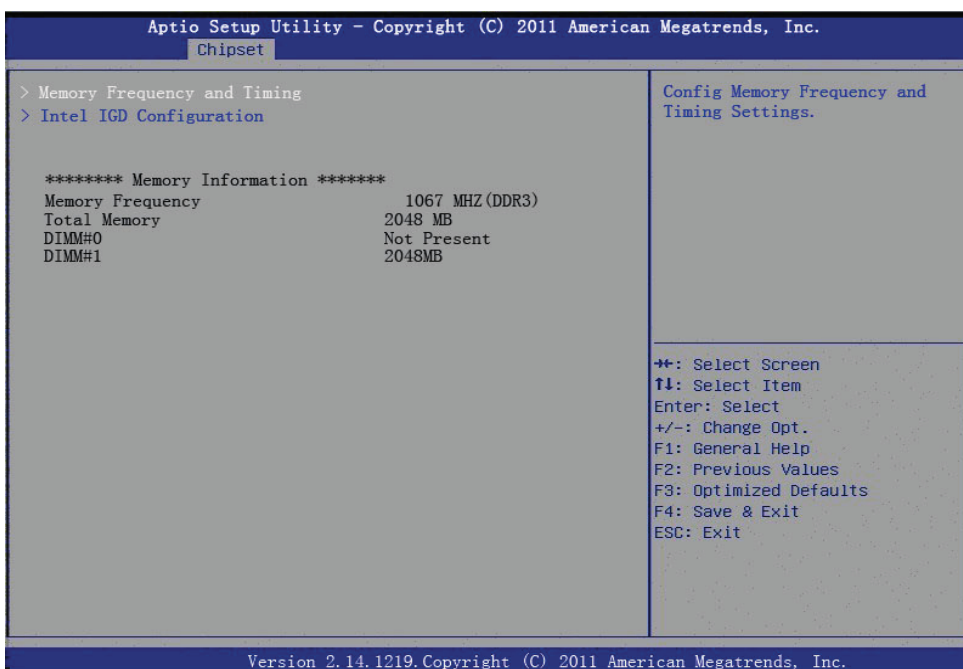 Aptio Setup Utility - Copyright (C) 2011 American Megatrends, Inc.
Chipset
> Memory Frequency and Timing
> Intel IGD Configuration
******** Memory Information *******
Memory Frequency 1067 MHZ(DDR3)
Total Memory 2048 MB
DIMM#0 Not Present
DIMM#1 2048MB
Config Memory Frequency and
Timing Settings.
→←: Select Screen
↑↓: Select Item
Enter: Select
+/-: Change Opt.
F1: General Help
F2: Previous Values
F3: Optimized Defaults
F4: Save & Exit
ESC: Exit
Version 2.14.1219.Copyright (C) 2011 American Megatrends, Inc.